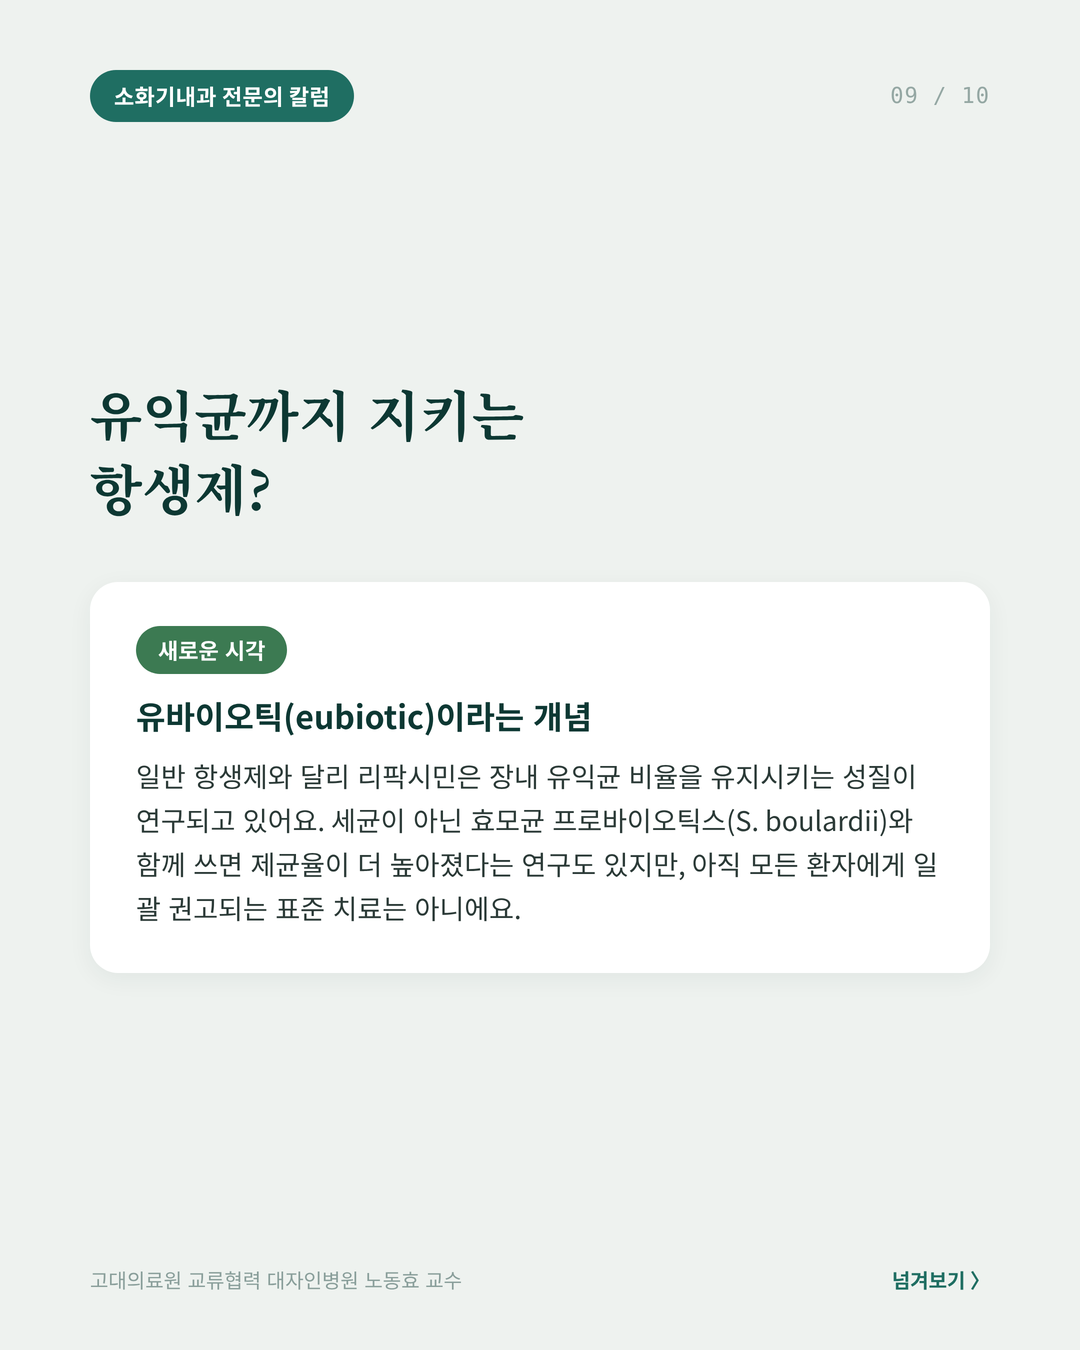 소화기내과 전문의 칼럼
09 / 10
유익균까지 지키는
항생제?
새로운 시각
유바이오틱(eubiotic)이라는 개념
일반 항생제와 달리 리팍시민은 장내 유익균 비율을 유지시키는 성질이
연구되고 있어요. 세균이 아닌 효모균 프로바이오틱스(S. boulardii)와
함께 쓰면 제균율이 더 높아졌다는 연구도 있지만, 아직 모든 환자에게 일
괄 권고되는 표준 치료는 아니에요.
고대의료원 교류협력 대자인병원 노동효 교수
넘겨보기 〉